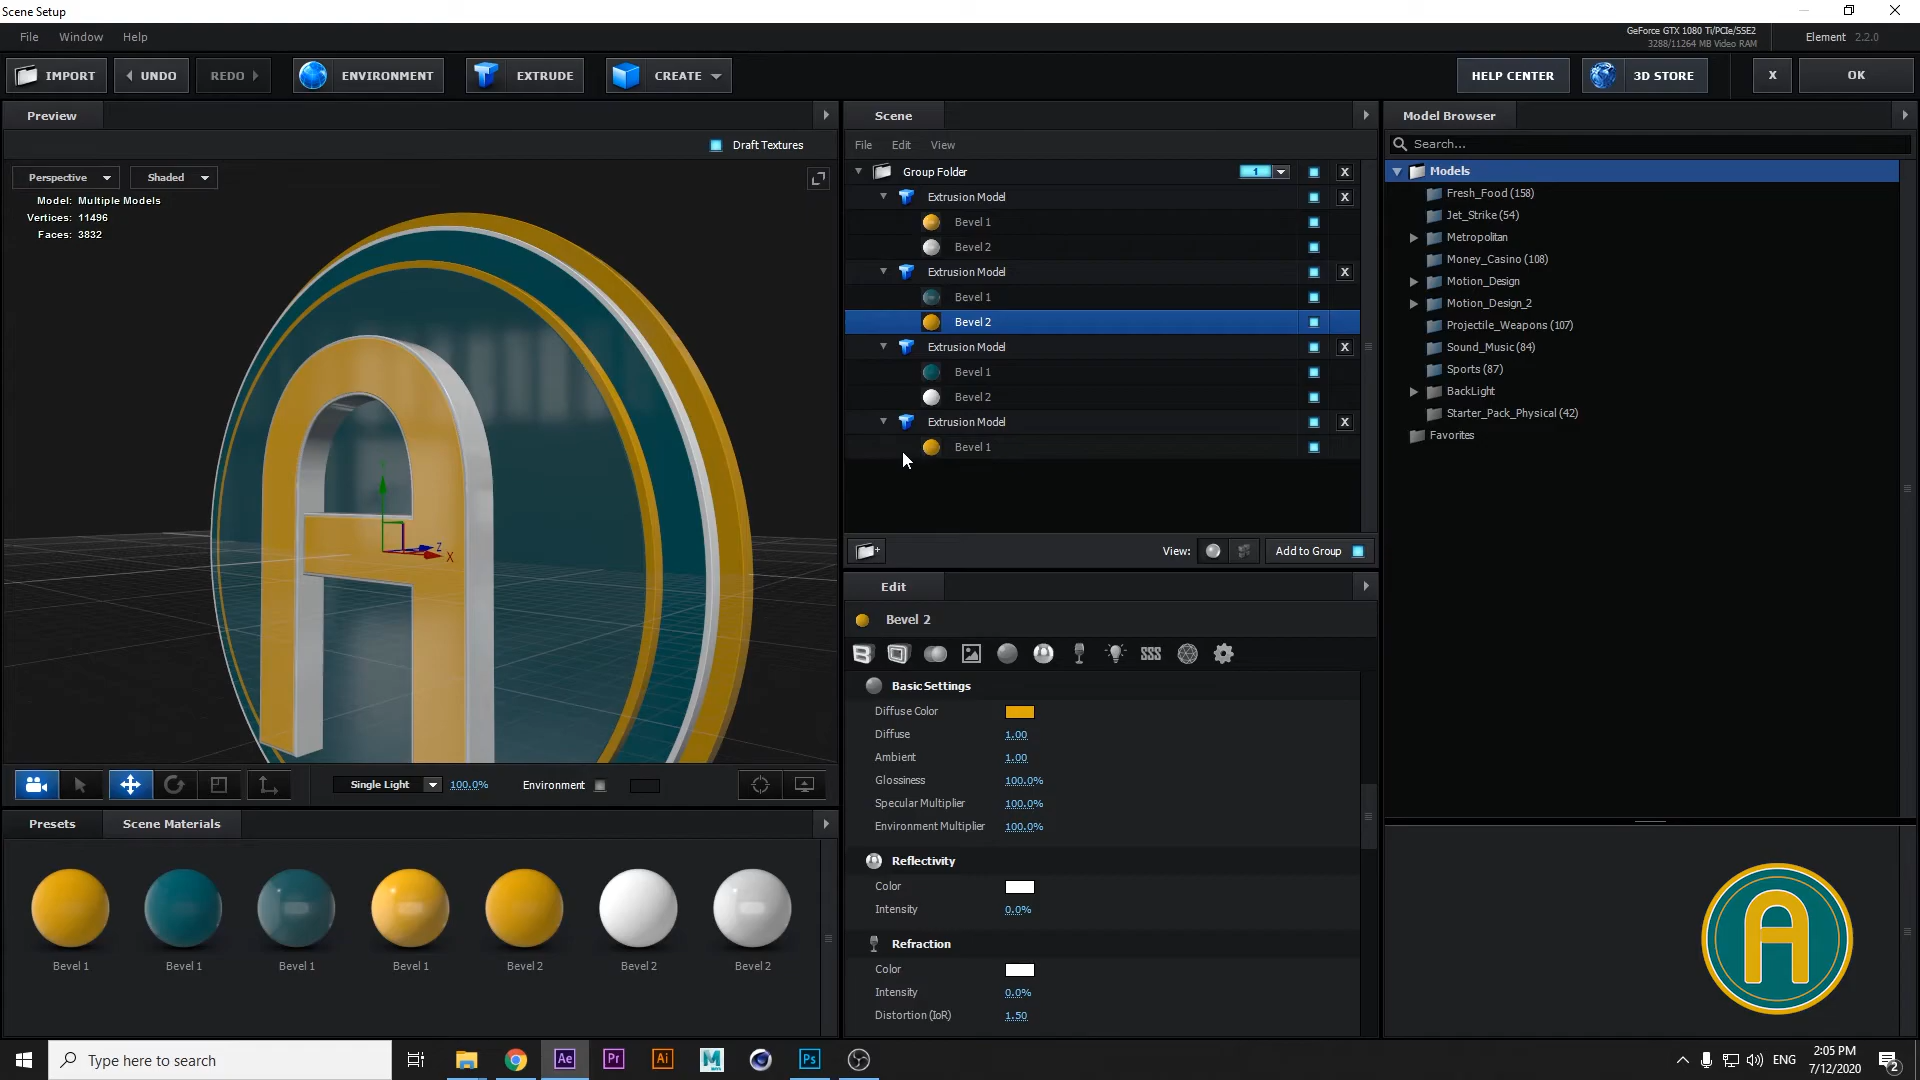 Scene Setup
File Window Help
GeForce GTX 1080 Ti/PCIe/SSE2
3288/11264 MB Video RAM
Element 2.2.0
IMPORT UNDO REDO ENVIRONMENT EXTRUDE CREATE HELP CENTER 3D STORE X OK
Preview
Draft Textures
Perspective Shaded
Model: Multiple Models
Vertices: 11496
Faces: 3832
A
Y
Z
X
Single Light 100.0% Environment
Presets Scene Materials
Bevel 1 Bevel 1 Bevel 1 Bevel 1 Bevel 2 Bevel 2 Bevel 2
Scene
File Edit View
Group Folder 1 X
Extrusion Model X
Bevel 1
Bevel 2
Extrusion Model X
Bevel 1
Bevel 2
Extrusion Model X
Bevel 1
Bevel 2
Extrusion Model X
Bevel 1
View: Add to Group
Edit
Bevel 2
SSS
Basic Settings
Diffuse Color
Diffuse 1.00
Ambient 1.00
Glossiness 100.0%
Specular Multiplier 100.0%
Environment Multiplier 100.0%
Reflectivity
Color
Intensity 0.0%
Refraction
Color
Intensity 0.0%
Distortion (IoR) 1.50
Model Browser
Search...
Models
Fresh_Food (158)
Jet_Strike (54)
Metropolitan
Money_Casino (108)
Motion_Design
Motion_Design_2
Projectile_Weapons (107)
Sound_Music (84)
Sports (87)
BackLight
Starter_Pack_Physical (42)
Favorites
A
Type here to search
Ae Pr Ai M Ps
ENG
2:05 PM
7/12/2020
2